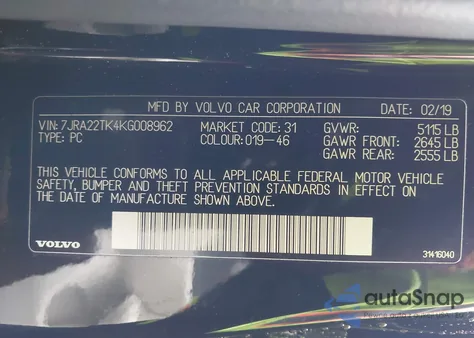 MFD BY VOLVO CAR CORPORATION DATE: 02/19
VIN: 7JRA22TK4KG008962 MARKET CODE: 31 GVWR: 5115 LB
TYPE: PC COLOUR: 019-46 GAWR FRONT: 2645 LB
GAWR REAR: 2555 LB
THIS VEHICLE CONFORMS TO ALL APPLICABLE FEDERAL MOTOR VEHICLE
SAFETY, BUMPER AND THEFT PREVENTION STANDARDS IN EFFECT ON
THE DATE OF MANUFACTURE SHOWN ABOVE.
VOLVO 31416040
autoSnap